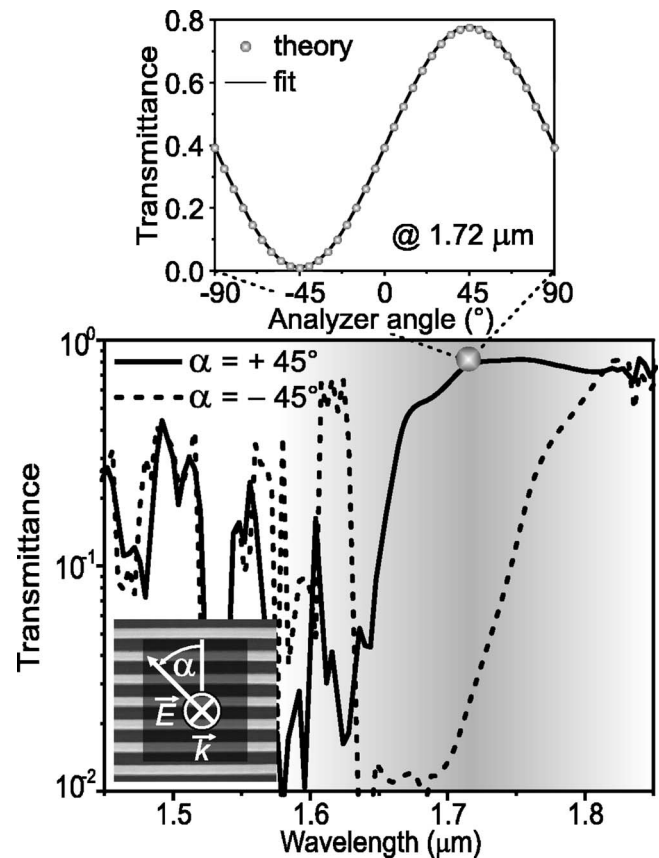 0.8
theory
fit
0.6
0.4
0.2
0.0
Transmittance
@ 1.72 μm
-90 -45 0 45 90
Analyzer angle (°)
10⁰
α = + 45°
α = – 45°
10⁻¹
10⁻²
Transmittance
α
E
k
1.5 1.6 1.7 1.8
Wavelength (μm)